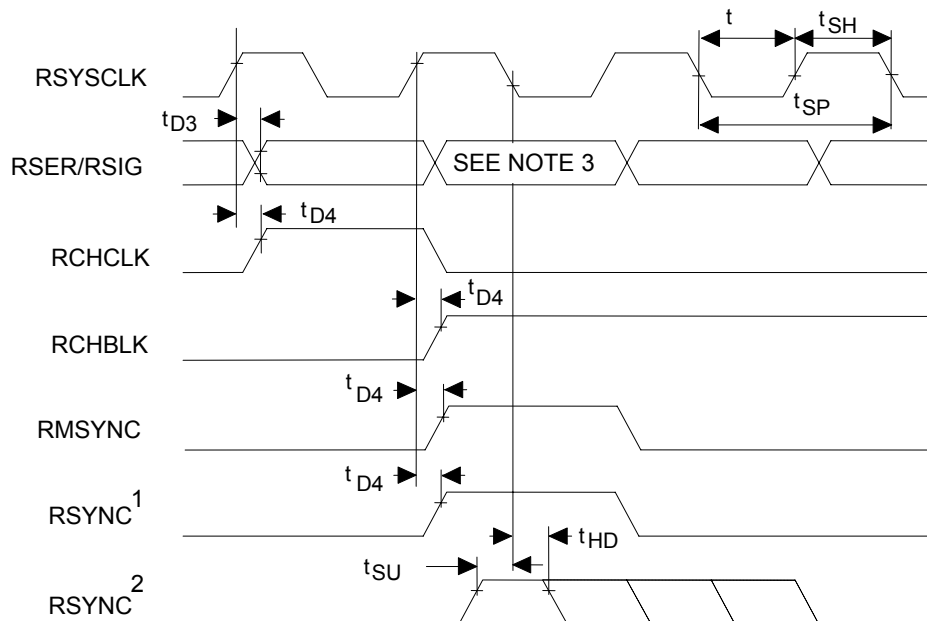 t
tSH
RSYSCLK
tSP
tD3
RSER/RSIG
SEE NOTE 3
tD4
RCHCLK
tD4
RCHBLK
tD4
RMSYNC
tD4
RSYNC1
tHD
tSU
RSYNC2